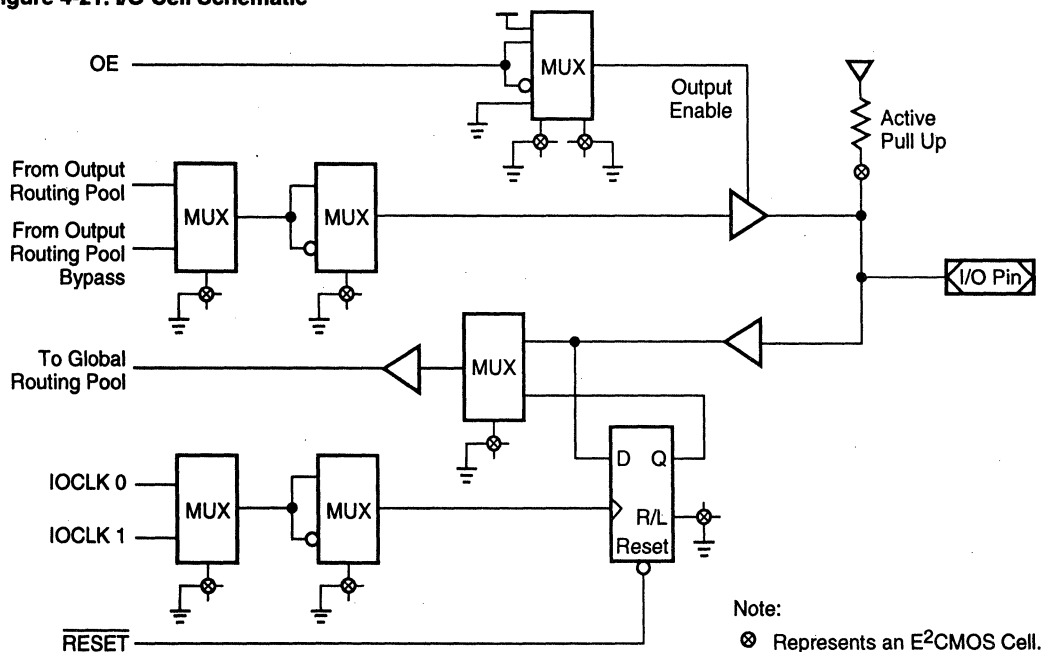 Figure 4-21. I/O Cell Schematic
OE
MUX
Output
Enable
Active
Pull Up
From Output
Routing Pool
From Output
Routing Pool
Bypass
MUX
MUX
I/O Pin
To Global
Routing Pool
MUX
IOCLK 0
IOCLK 1
MUX
MUX
D Q
R/L
Reset
RESET
Note:
⊗ Represents an E²CMOS Cell.